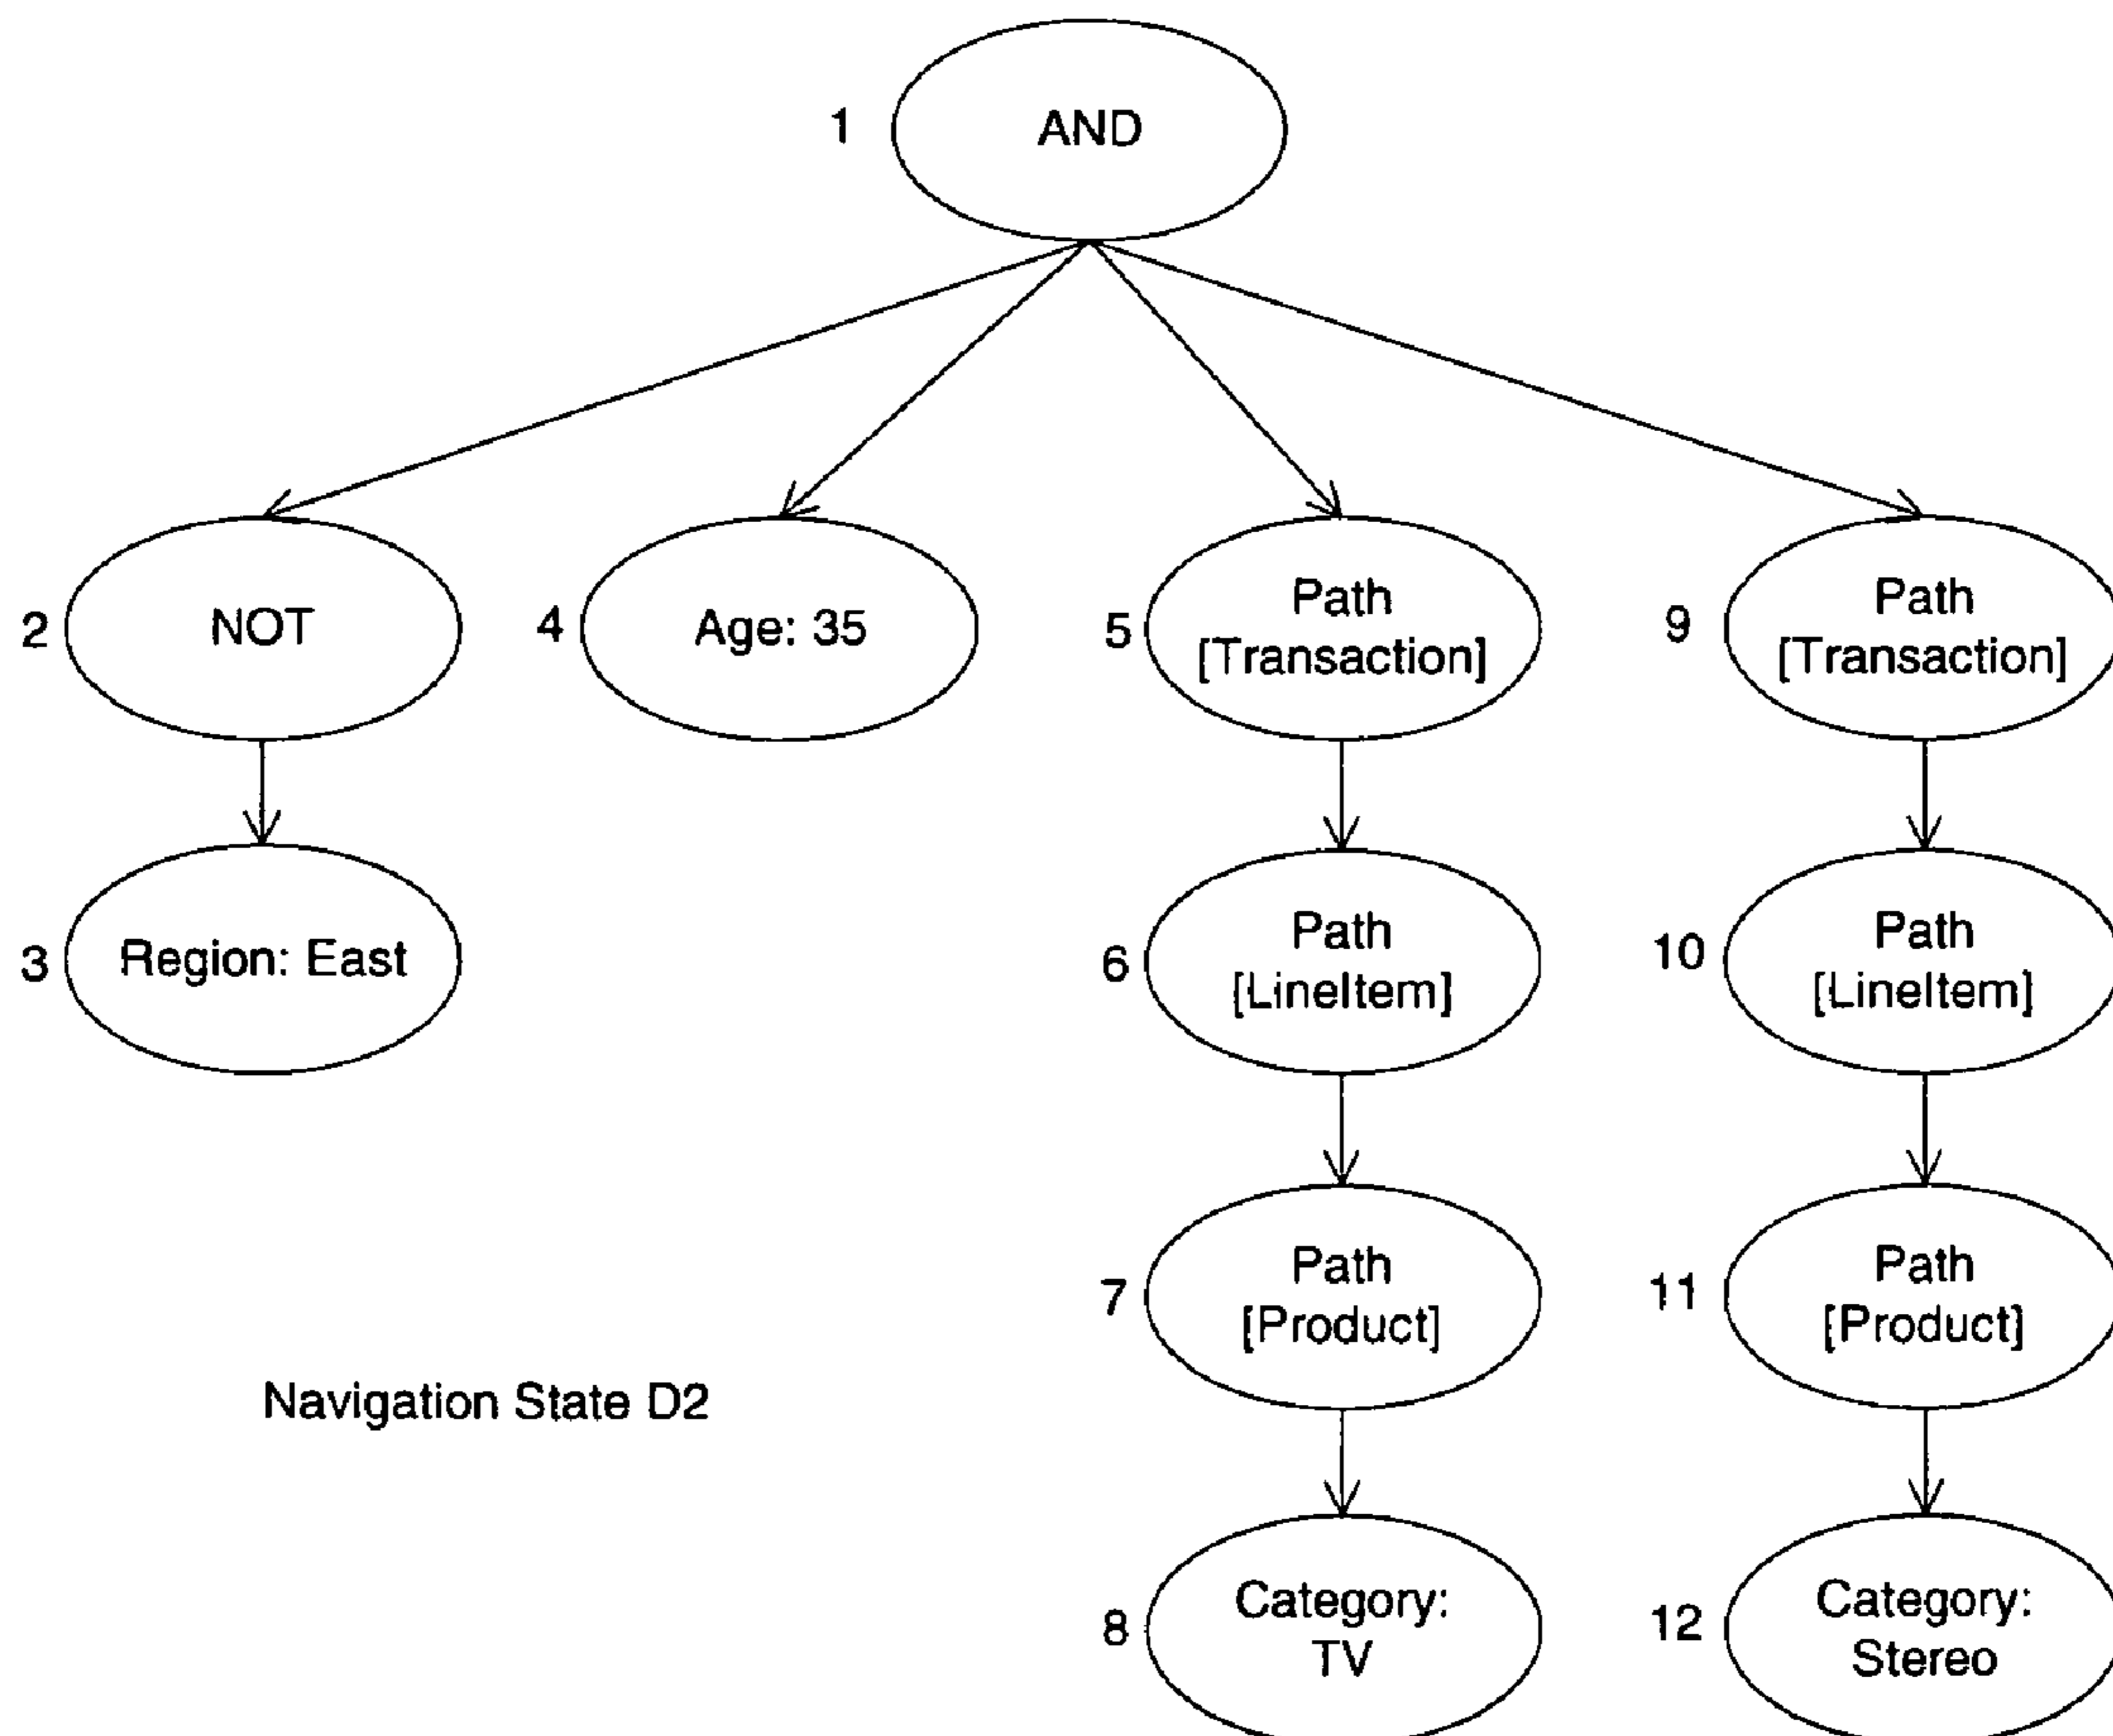 1
AND
2
NOT
4
Age: 35
5
Path
[Transaction]
9
Path
[Transaction]
3
Region: East
6
Path
[LineItem]
10
Path
[LineItem]
7
Path
[Product]
11
Path
[Product]
Navigation State D2
8
Category:
TV
12
Category:
Stereo